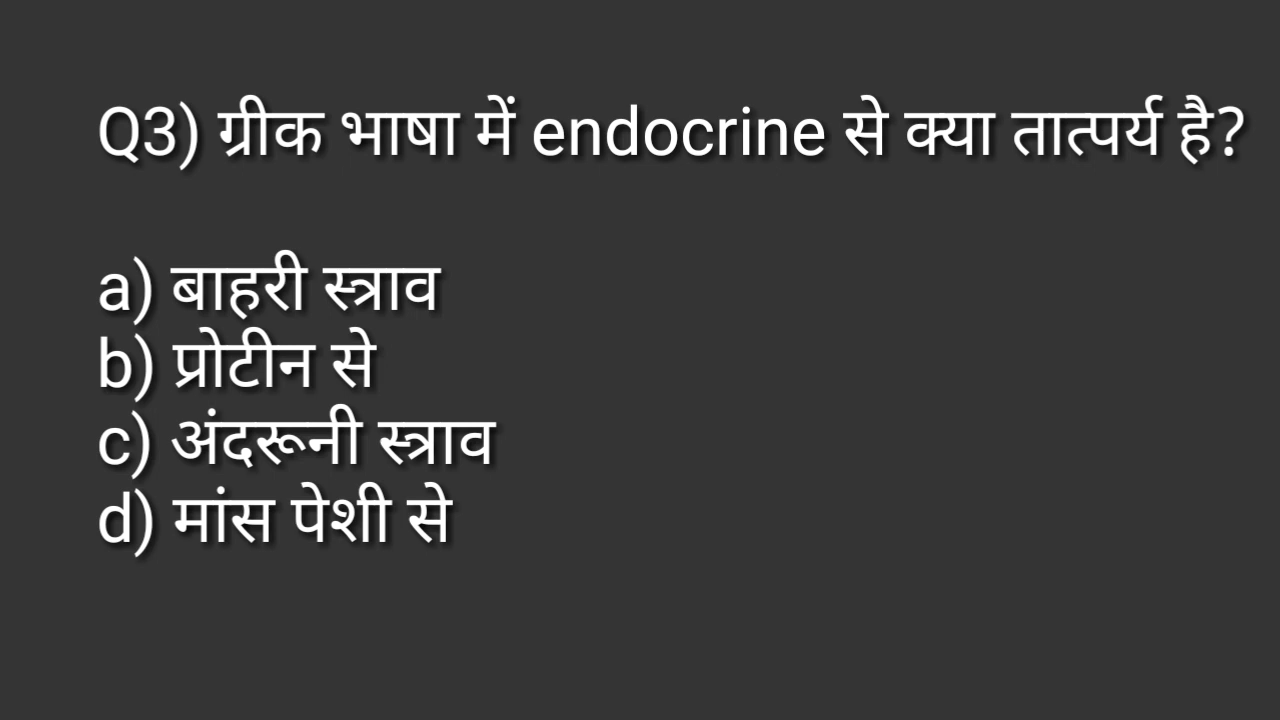 Q3) ग्रीक भाषा में endocrine से क्या तात्पर्य है?
a) बाहरी स्त्राव
b) प्रोटीन से
c) अंदरूनी स्त्राव
d) मांस पेशी से